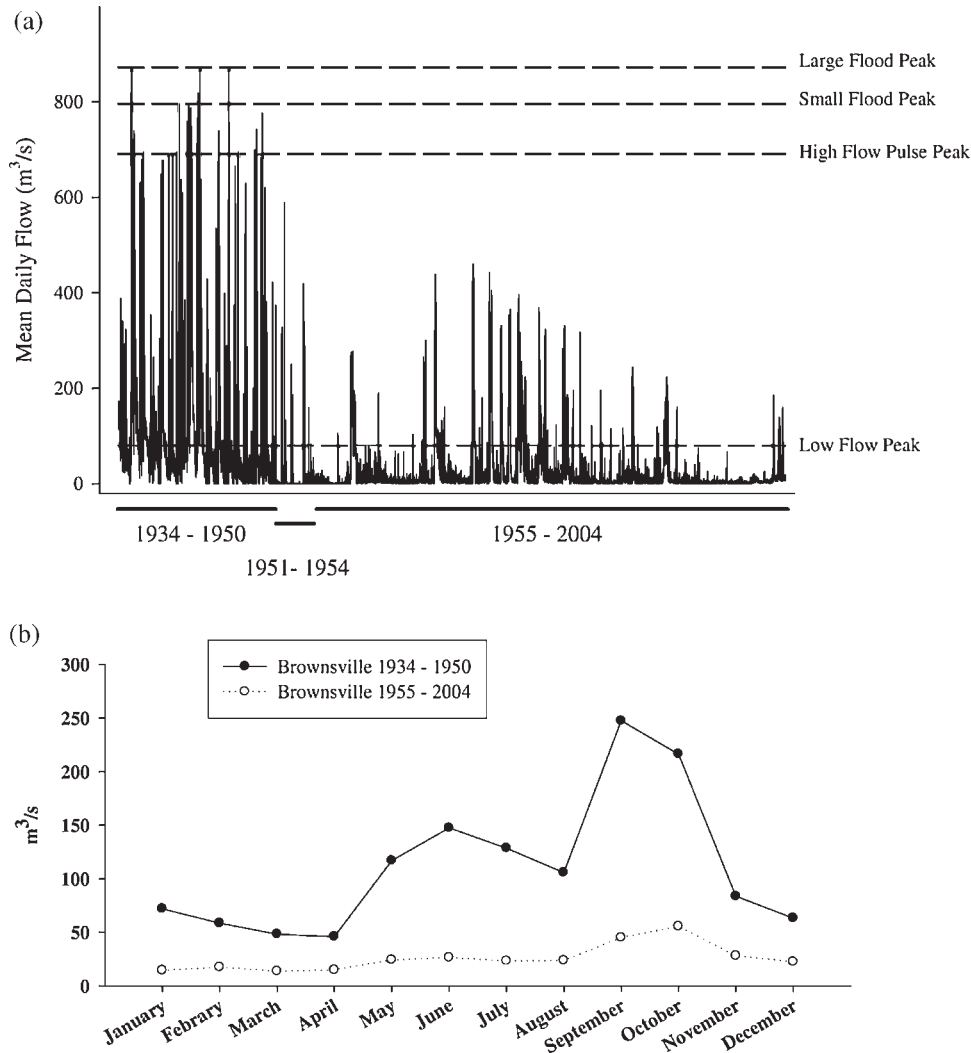 (a)
Mean Daily Flow (m³/s)
800
600
400
200
0
Large Flood Peak
Small Flood Peak
High Flow Pulse Peak
Low Flow Peak
1934 - 1950
1951- 1954
1955 - 2004
(b)
m³/s
300
250
200
150
100
50
0
Brownsville 1934 - 1950
Brownsville 1955 - 2004
January
Febrary
March
April
May
June
July
August
September
October
November
December